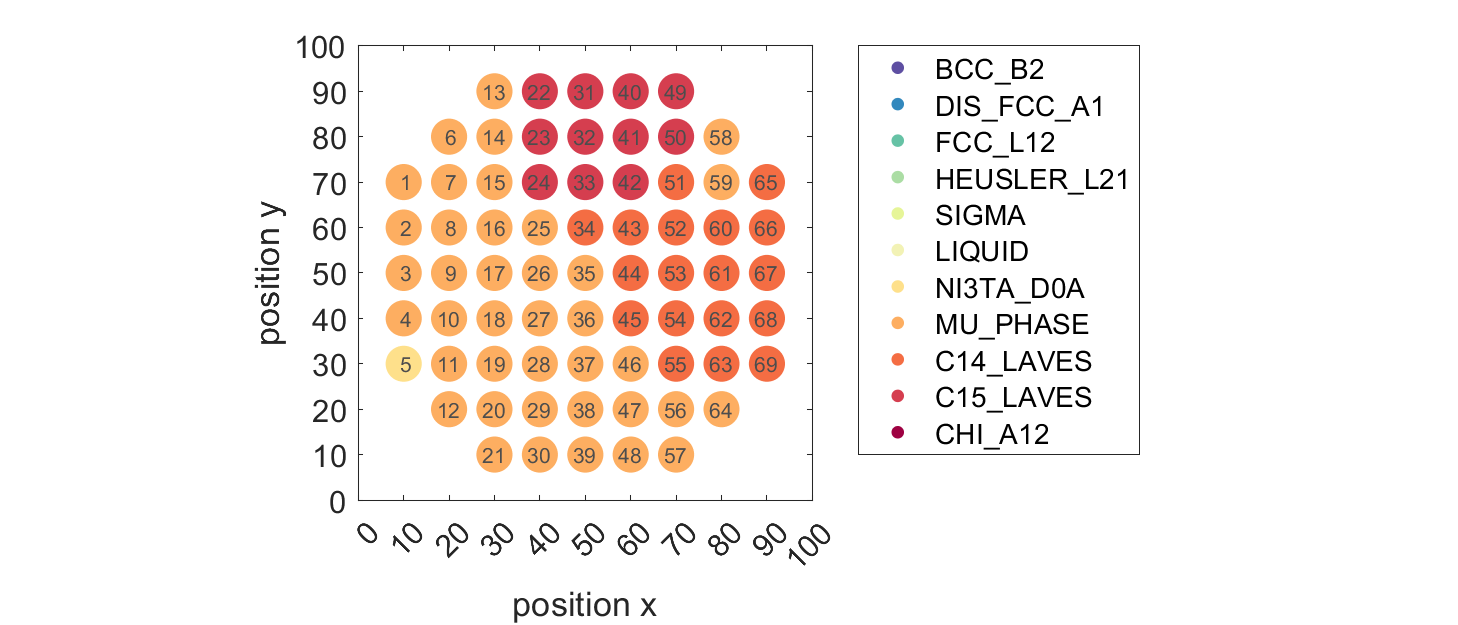 100
90 13 22 31 40 49
80 6 14 23 32 41 50 58
70 1 7 15 24 33 42 51 59 65
60 2 8 16 25 34 43 52 60 66
50 3 9 17 26 35 44 53 61 67
40 4 10 18 27 36 45 54 62 68
30 5 11 19 28 37 46 55 63 69
20 12 20 29 38 47 56 64
10 21 30 39 48 57
0
0 10 20 30 40 50 60 70 80 90 100
position x
position y
BCC_B2
DIS_FCC_A1
FCC_L12
HEUSLER_L21
SIGMA
LIQUID
NI3TA_D0A
MU_PHASE
C14_LAVES
C15_LAVES
CHI_A12